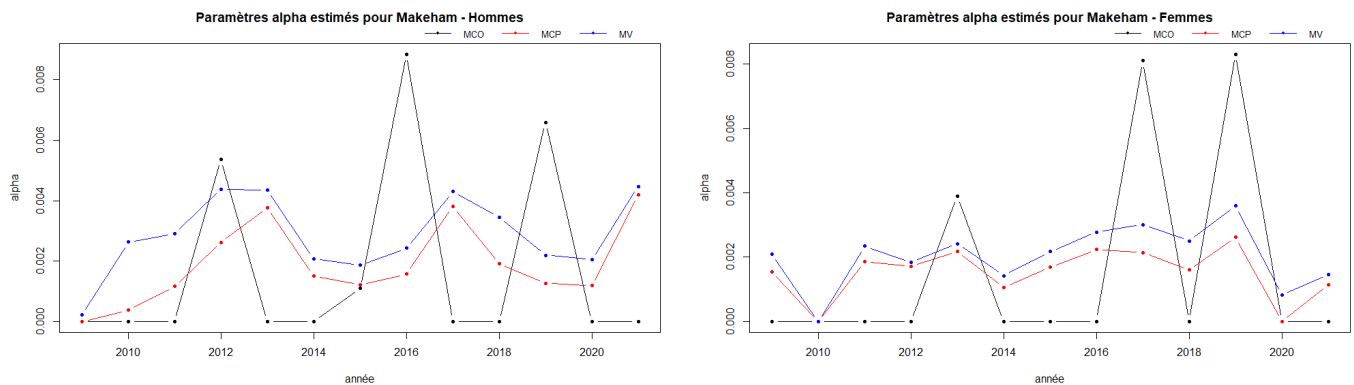 Paramètres alpha estimés pour Makeham - Hommes
MCO MCP MV
0.008
0.006
0.004
0.002
0.000
alpha
2010 2012 2014 2016 2018 2020
année
Paramètres alpha estimés pour Makeham - Femmes
MCO MCP MV
0.008
0.006
0.004
0.002
0.000
alpha
2010 2012 2014 2016 2018 2020
année